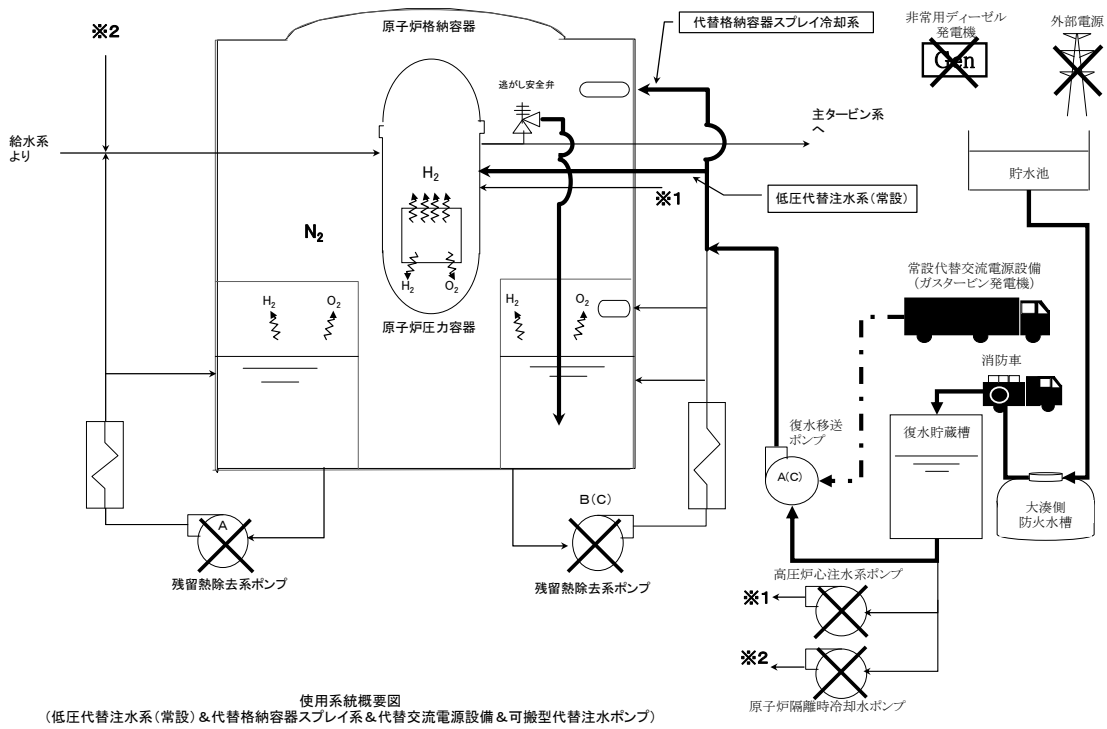 ※2
原子炉格納容器
代替格納容器スプレイ冷却系
非常用ディーゼル
発電機
Gen
外部電源
逃がし安全弁
給水系
より
主タービン系
へ
H2
※1
低圧代替注水系（常設）
貯水池
N2
常設代替交流電源設備
（ガスタービン発電機）
H2
O2
H2
O2
H2
O2
原子炉圧力容器
消防車
復水移送
ポンプ
復水貯蔵槽
A(C)
大湊側
防火水槽
A
B(C)
残留熱除去系ポンプ
残留熱除去系ポンプ
高圧炉心注水系ポンプ
※1
※2
原子炉隔離時冷却水ポンプ
使用系統概要図
（低圧代替注水系（常設）＆代替格納容器スプレイ系＆代替交流電源設備＆可搬型代替注水ポンプ）